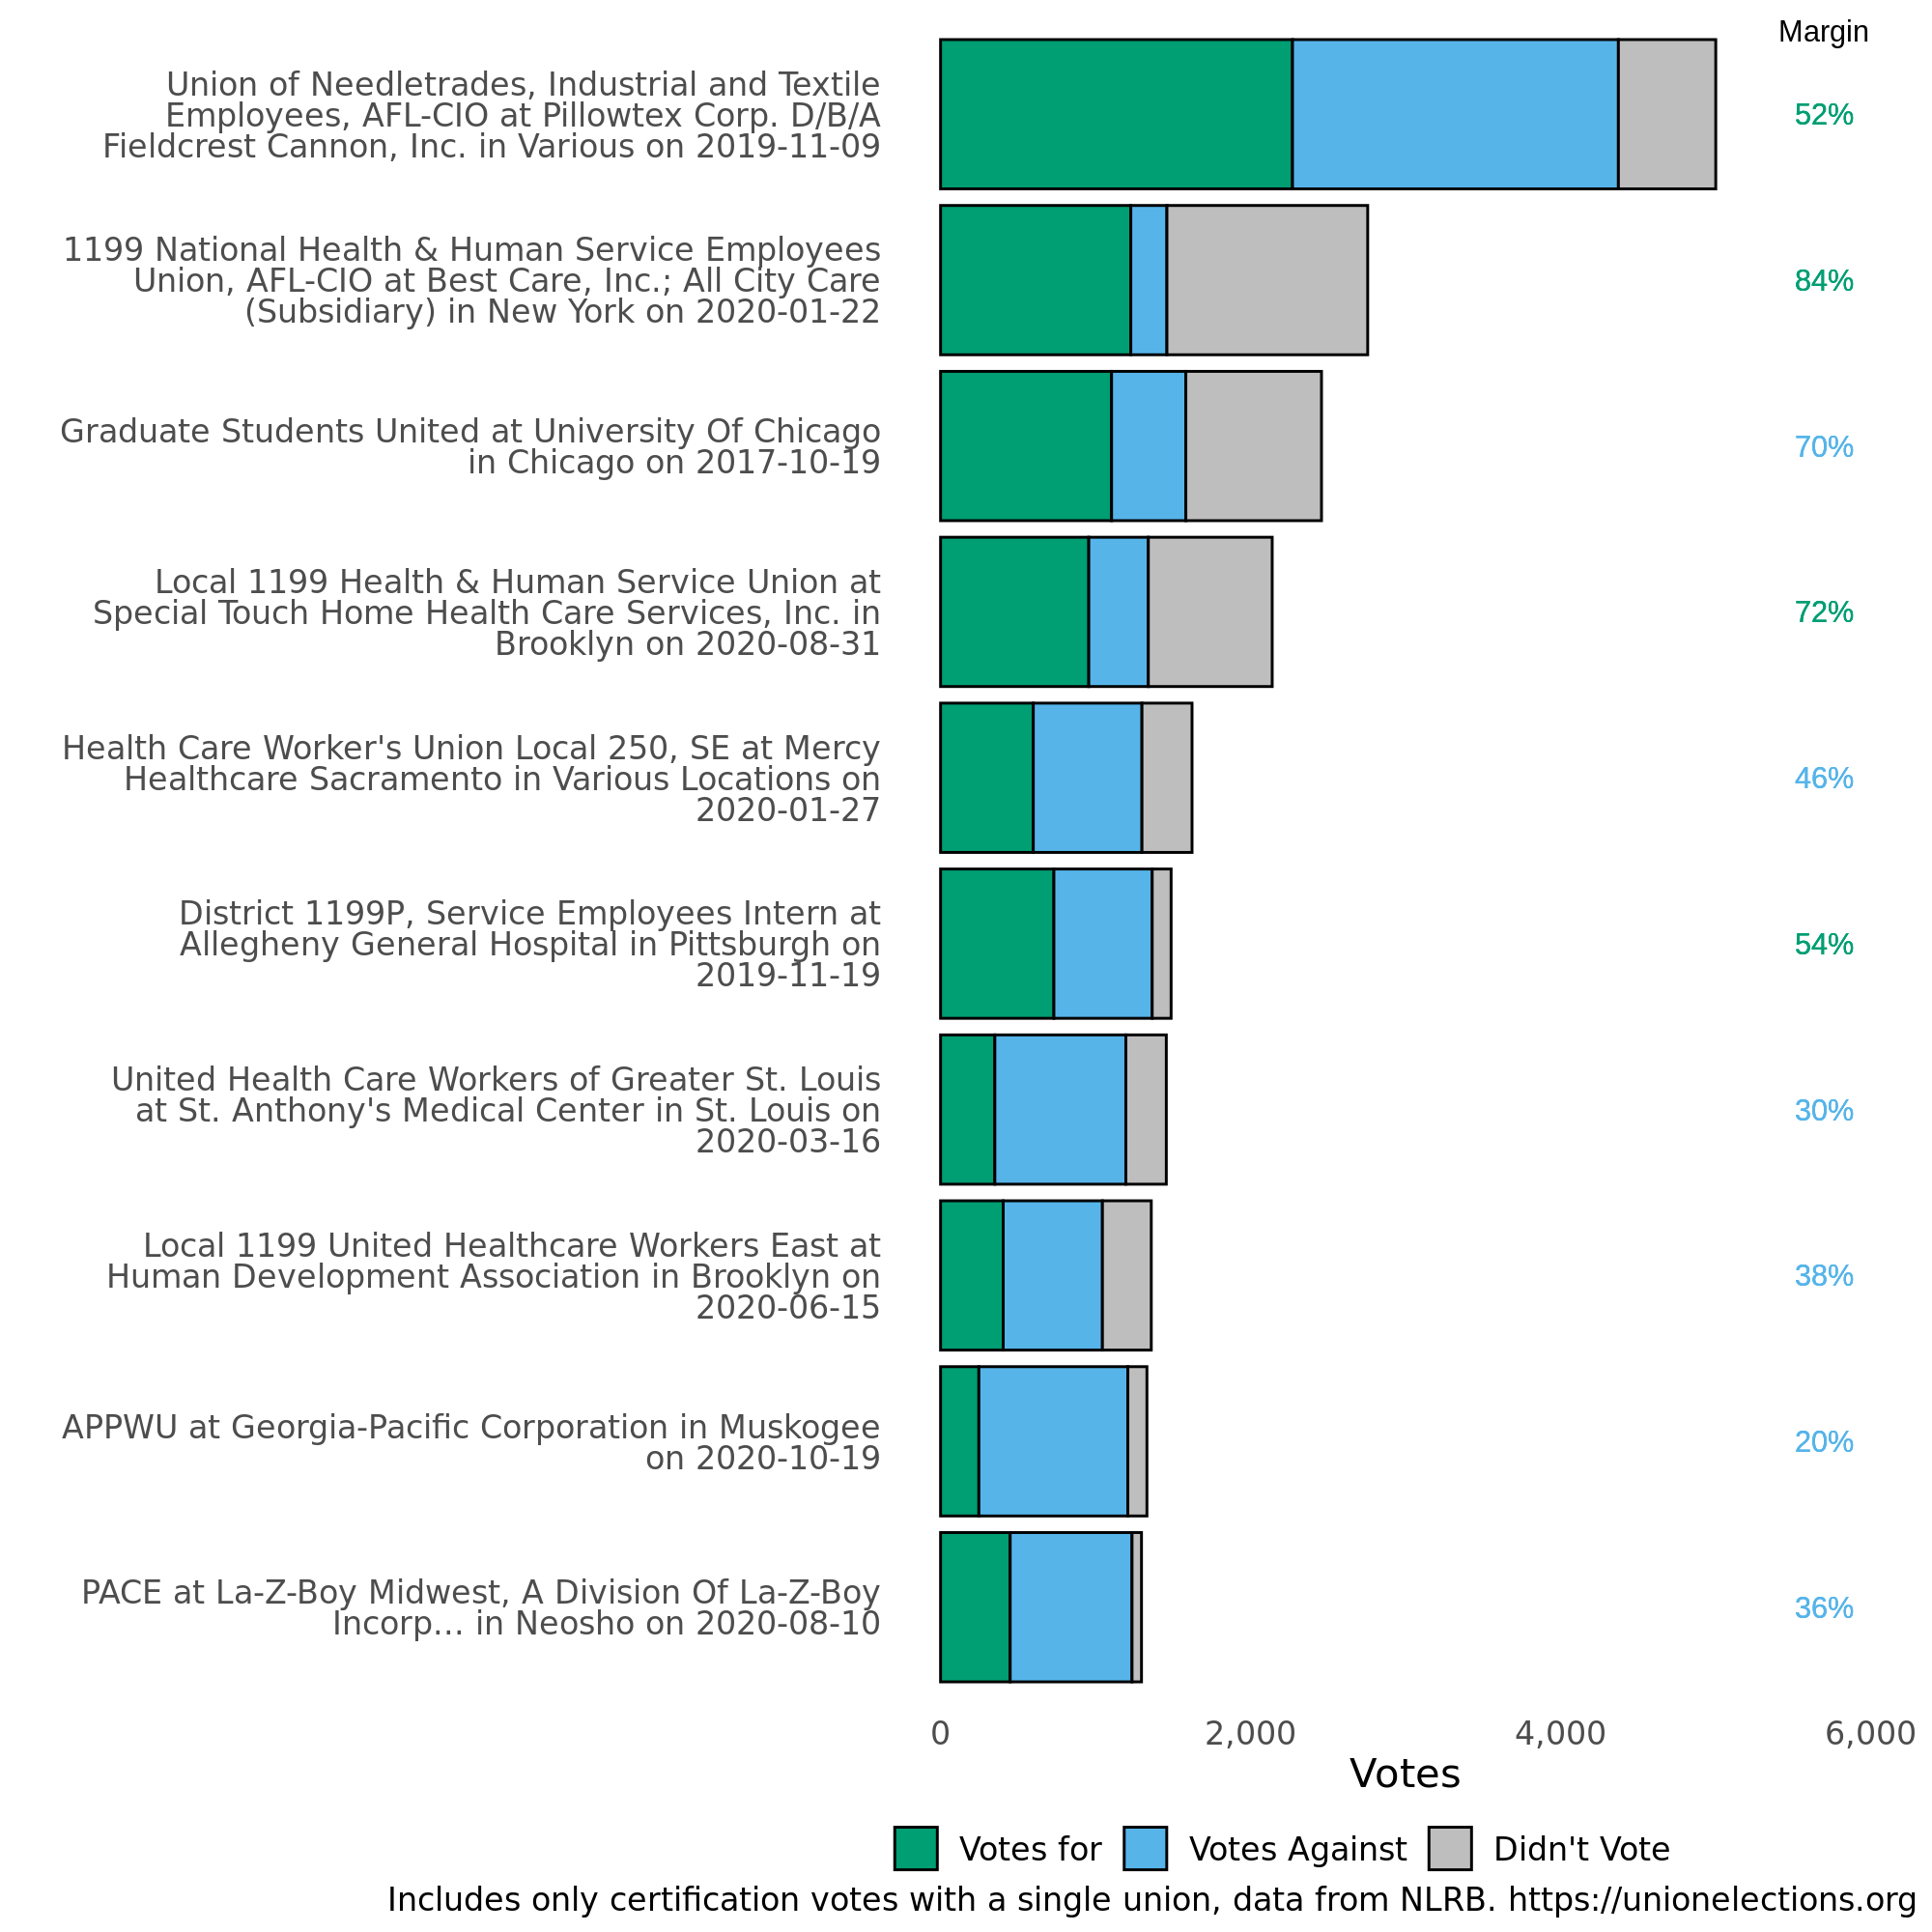 Margin
Union of Needletrades, Industrial and Textile
Employees, AFL-CIO at Pillowtex Corp. D/B/A
Fieldcrest Cannon, Inc. in Various on 2019-11-09
52%
1199 National Health & Human Service Employees
Union, AFL-CIO at Best Care, Inc.; All City Care
(Subsidiary) in New York on 2020-01-22
84%
Graduate Students United at University Of Chicago
in Chicago on 2017-10-19
70%
Local 1199 Health & Human Service Union at
Special Touch Home Health Care Services, Inc. in
Brooklyn on 2020-08-31
72%
Health Care Worker's Union Local 250, SE at Mercy
Healthcare Sacramento in Various Locations on
2020-01-27
46%
District 1199P, Service Employees Intern at
Allegheny General Hospital in Pittsburgh on
2019-11-19
54%
United Health Care Workers of Greater St. Louis
at St. Anthony's Medical Center in St. Louis on
2020-03-16
30%
Local 1199 United Healthcare Workers East at
Human Development Association in Brooklyn on
2020-06-15
38%
APPWU at Georgia-Pacific Corporation in Muskogee
on 2020-10-19
20%
PACE at La-Z-Boy Midwest, A Division Of La-Z-Boy
Incorp... in Neosho on 2020-08-10
36%
0 2,000 4,000 6,000
Votes
Votes for Votes Against Didn't Vote
Includes only certification votes with a single union, data from NLRB. https://unionelections.org